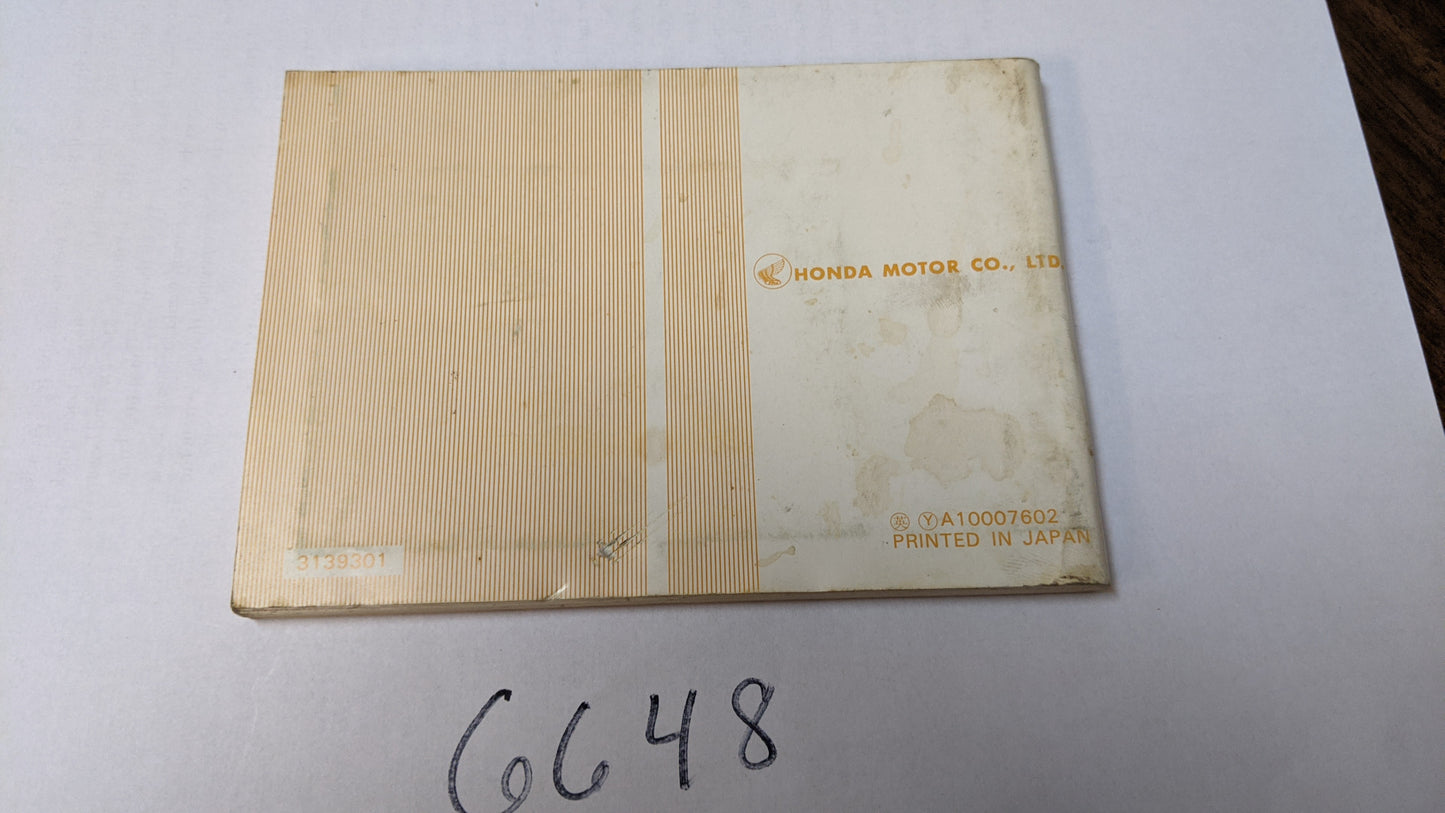 HONDA MOTOR CO., LTD.
英 Y A10007602
PRINTED IN JAPAN
3139301
6648